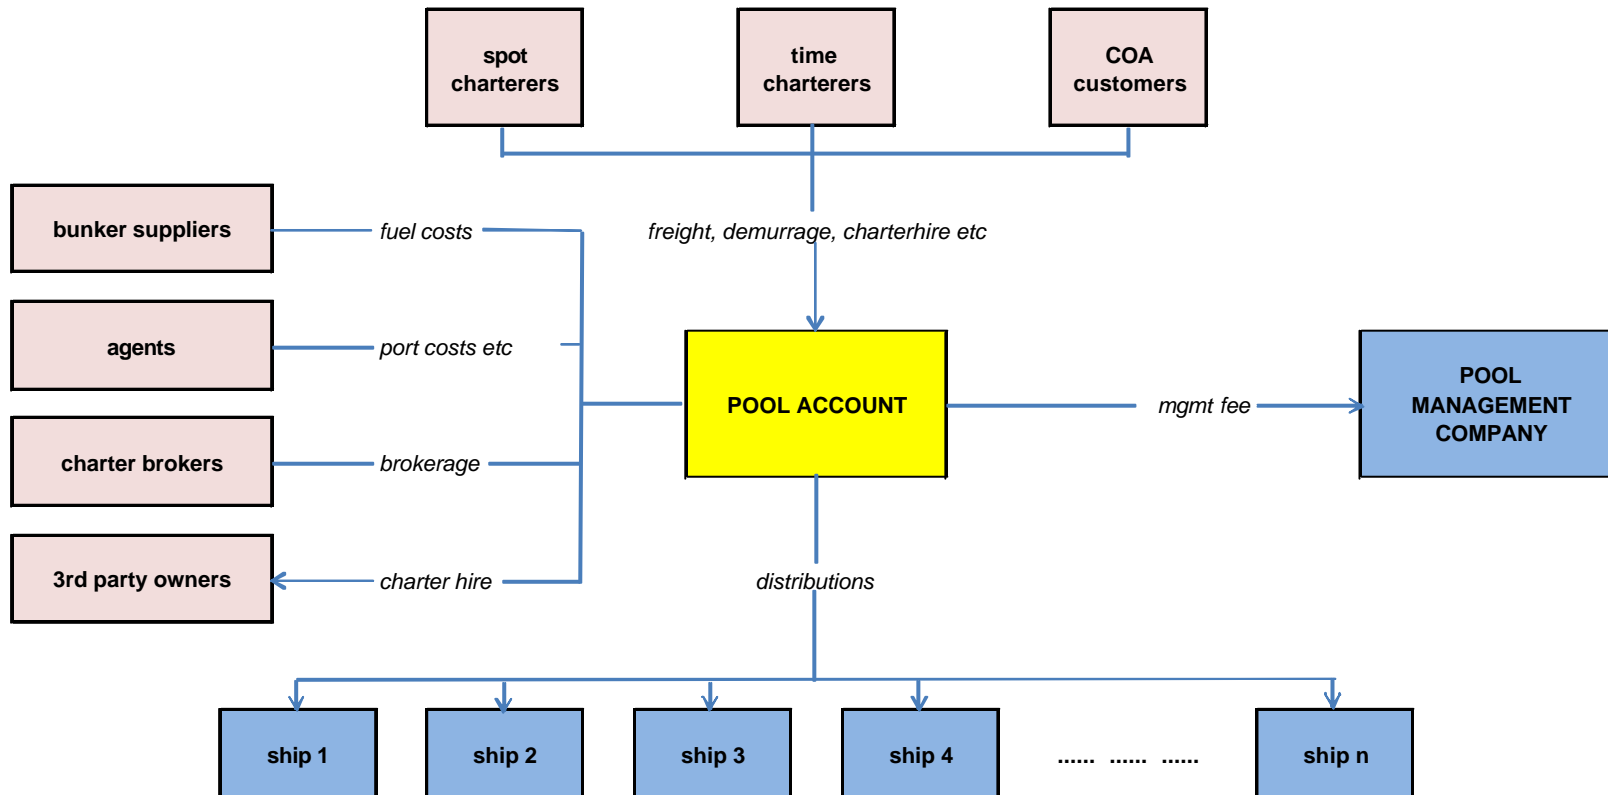 spot
charterers
time
charterers
COA
customers
bunker suppliers
fuel costs
freight, demurrage, charterhire etc
agents
port costs etc
POOL ACCOUNT
mgmt fee
POOL
MANAGEMENT
COMPANY
charter brokers
brokerage
3rd party owners
charter hire
distributions
ship 1
ship 2
ship 3
ship 4
...... ...... ......
ship n